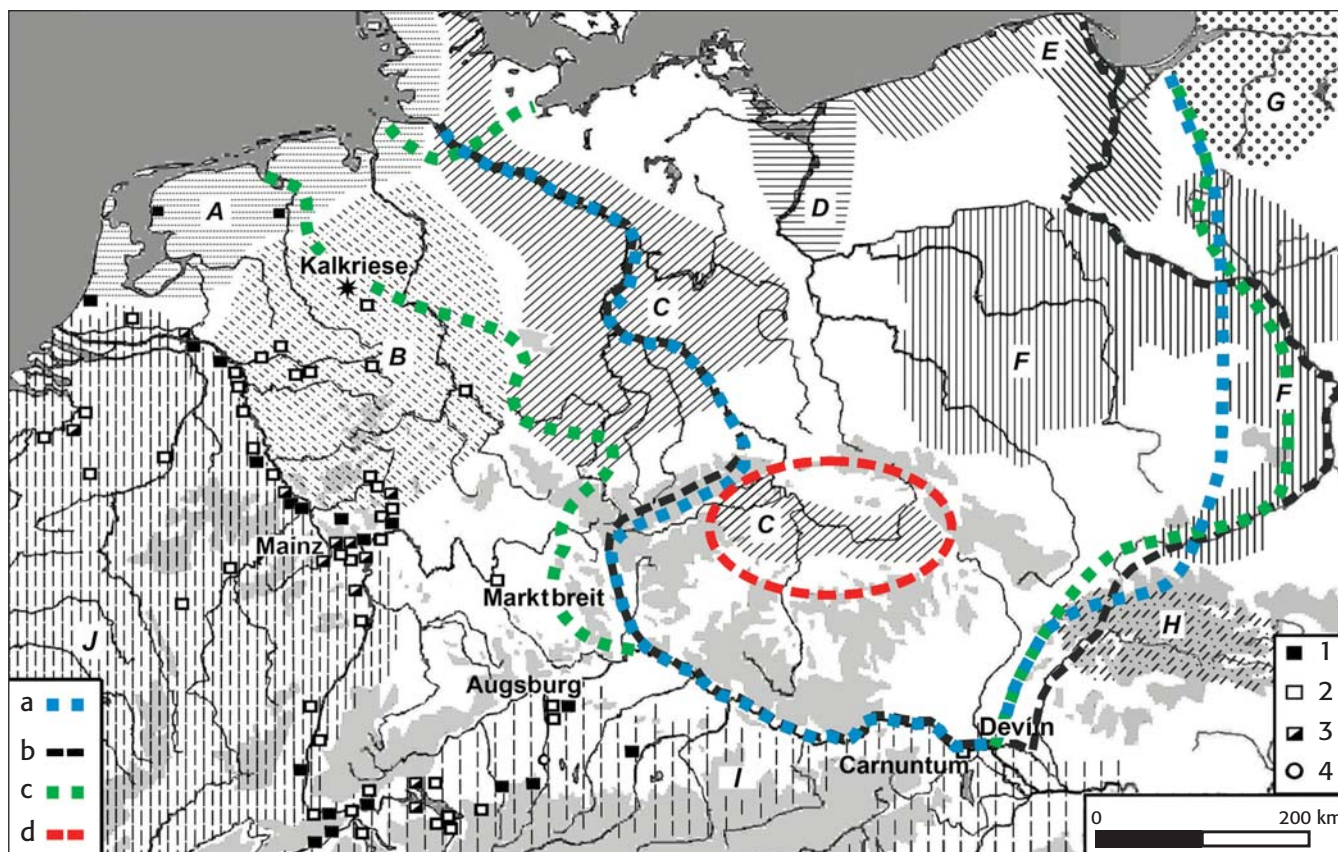 E
G
A
D
Kalkriese
C
B
F
F
C
Mainz
Marktbreit
H
J
Augsburg
Devín
I
Carnuntum
a
b
c
d
1
2
3
4
0 200 km